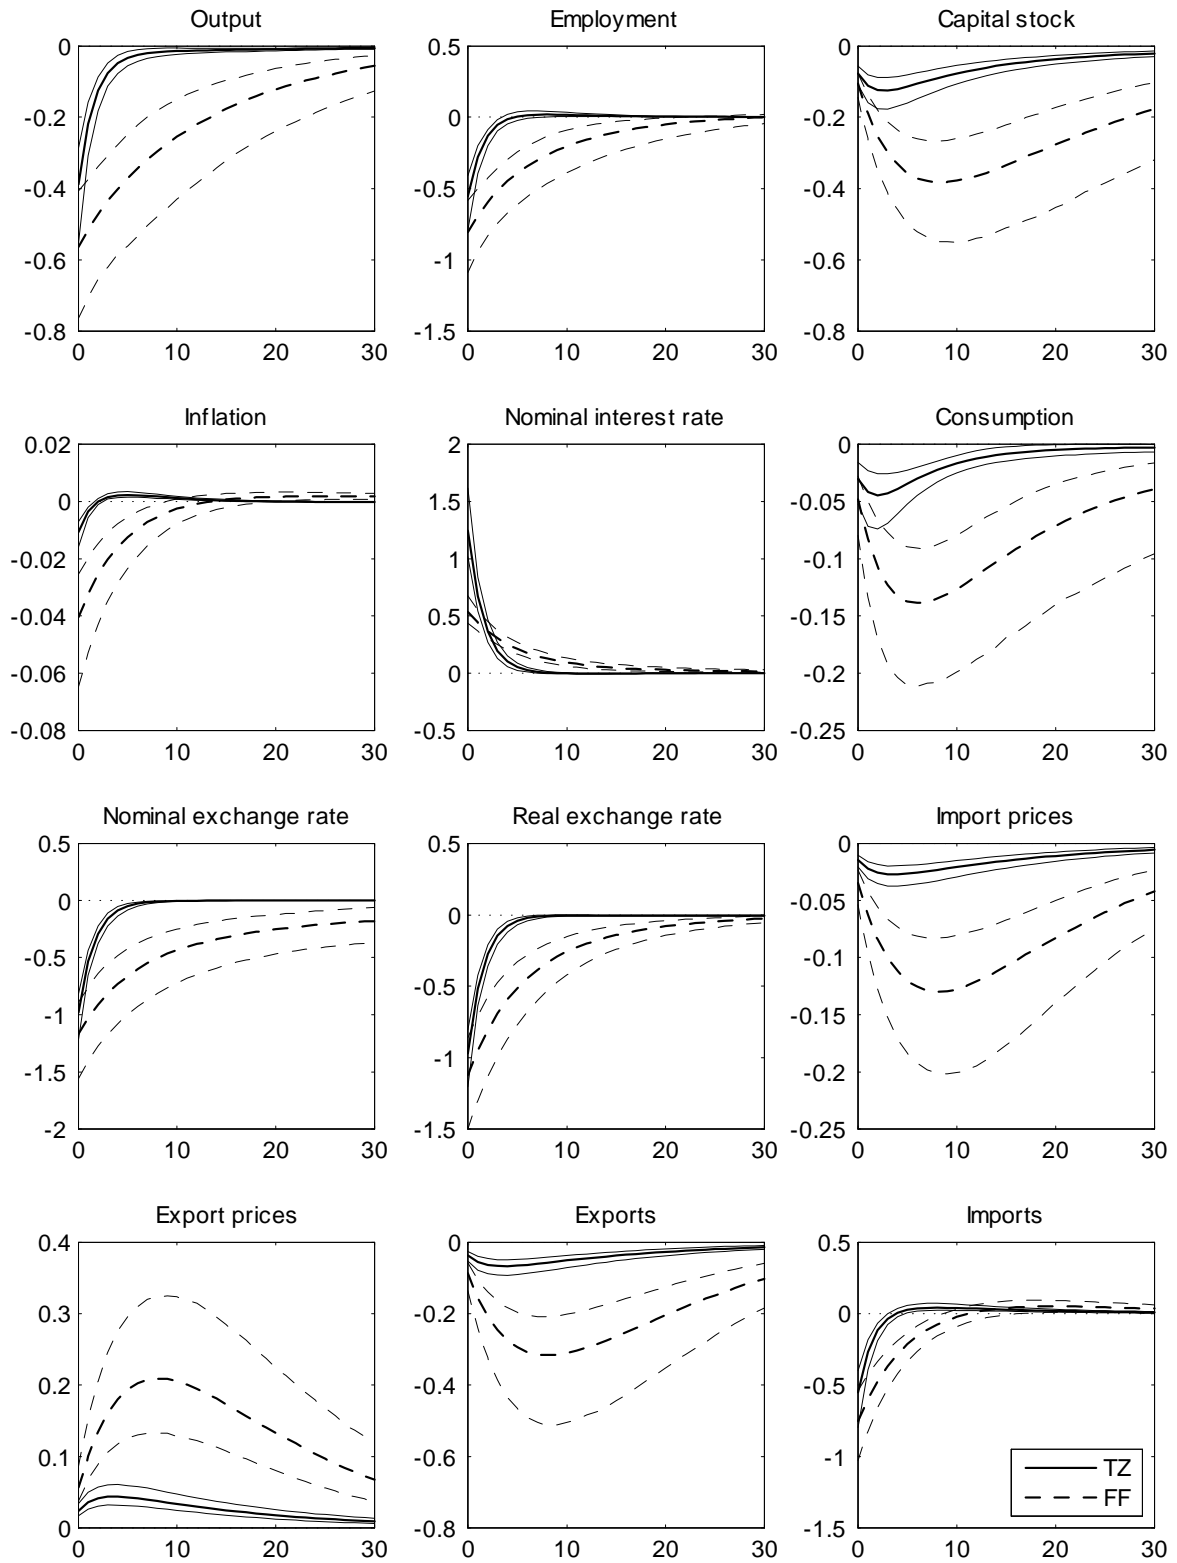 Output Employment Capital stock
0 0.5 0
-0.2 0 -0.2
-0.4 -0.5 -0.4
-0.6 -1 -0.6
-0.8 -1.5 -0.8
0 10 20 30 0 10 20 30 0 10 20 30
Inflation Nominal interest rate Consumption
0.02 2 0
0 1.5 -0.05
-0.02 1 -0.1
-0.04 0.5 -0.15
-0.06 0 -0.2
-0.08 -0.5 -0.25
0 10 20 30 0 10 20 30 0 10 20 30
Nominal exchange rate Real exchange rate Import prices
0.5 0.5 0
0 0 -0.05
-0.5 -0.5 -0.1
-1 -1 -0.15
-1.5 -0.2
-2 -1.5 -0.25
0 10 20 30 0 10 20 30 0 10 20 30
Export prices Exports Imports
0.4 0 0.5
0.3 -0.2 0
0.2 -0.4 -0.5
0.1 -0.6 -1
0 -0.8 -1.5
0 10 20 30 0 10 20 30 0 10 20 30
TZ
FF